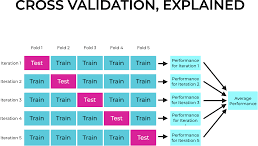 CROSS VALIDATION, EXPLAINED
Fold 1 Fold 2 Fold 3 Fold 4 Fold 5
Iteration 1 Test Train Train Train Train Performance for Iteration 1
Iteration 2 Train Test Train Train Train Performance for Iteration 2
Iteration 3 Train Train Test Train Train Performance for Iteration 3
Average Performance
Iteration 4 Train Train Train Test Train Performance for Iteration 4
Iteration 5 Train Train Train Train Test Performance for Iteration 5